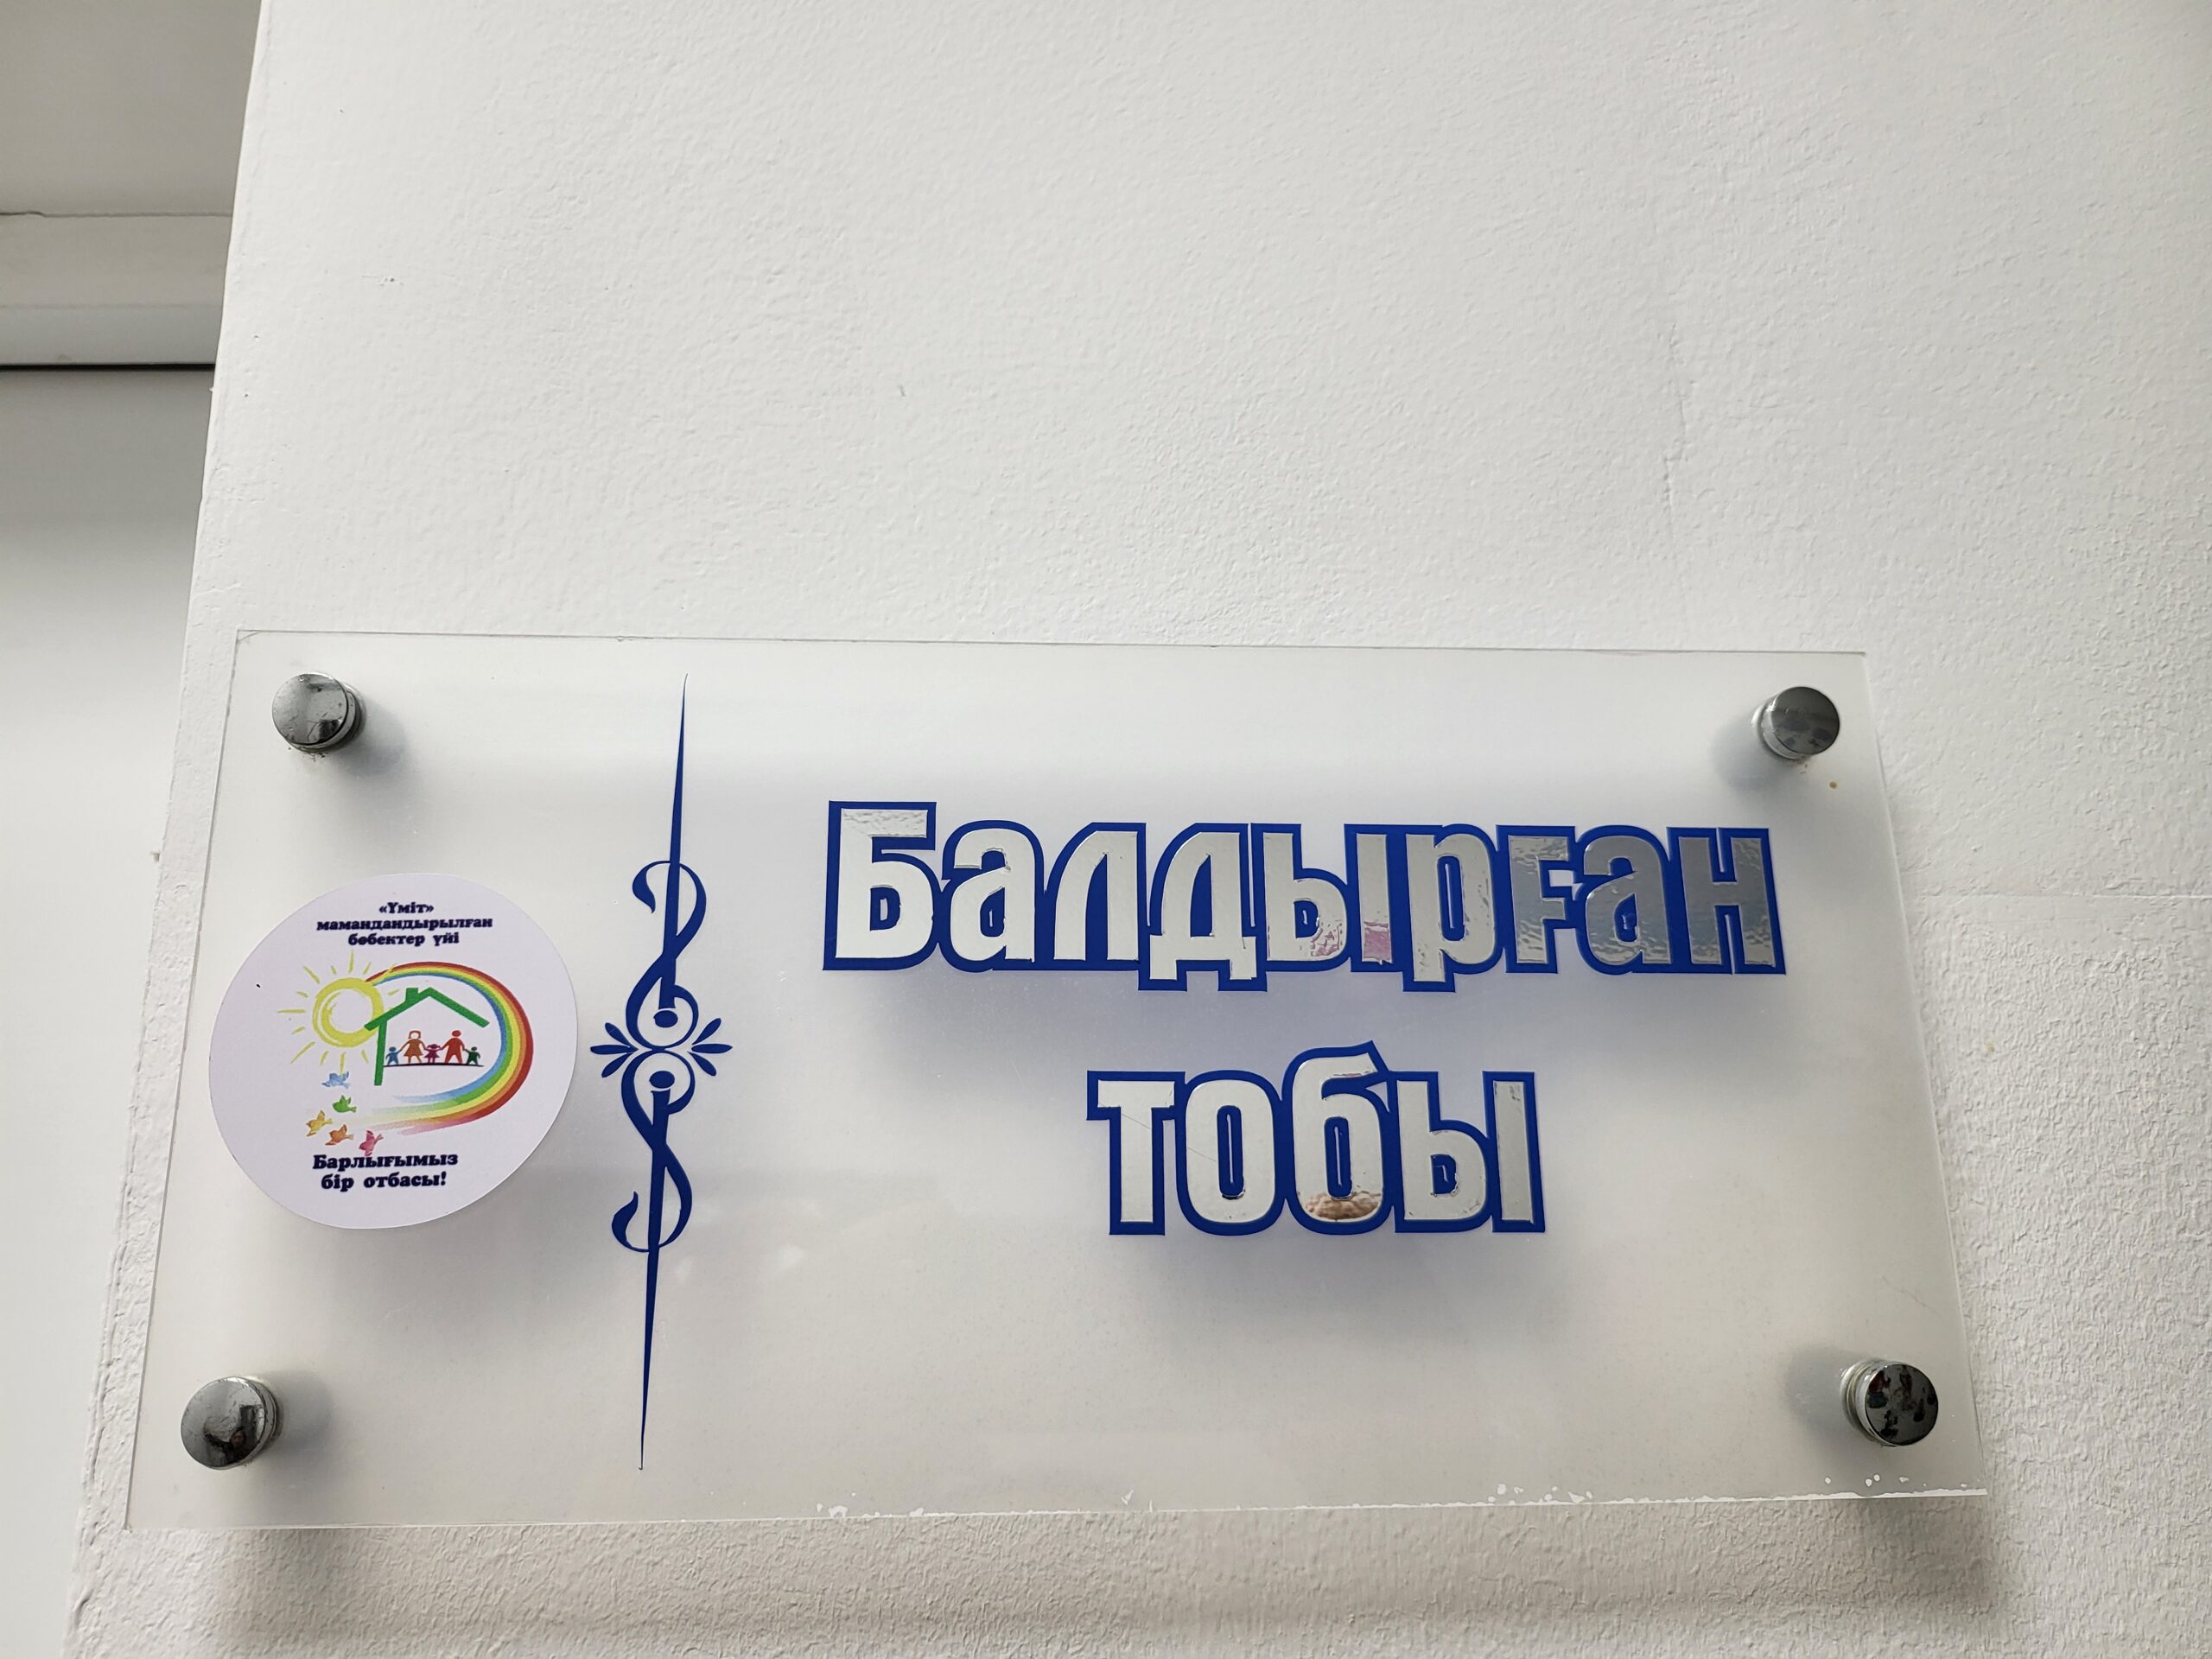 «Үміт»
мамандандырылған
бөбектер үйі
Барлығымыз
бір отбасы!
Балдырған
тобы